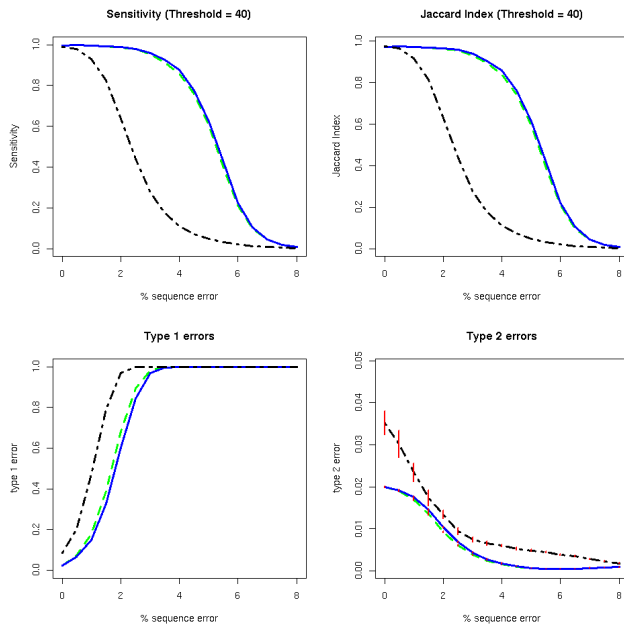 Sensitivity (Threshold = 40)
Sensitivity
0.0 0.2 0.4 0.6 0.8 1.0
0 2 4 6 8
% sequence error
Jaccard Index (Threshold = 40)
Jaccard Index
0.0 0.2 0.4 0.6 0.8 1.0
0 2 4 6 8
% sequence error
Type 1 errors
type 1 error
0.0 0.2 0.4 0.6 0.8 1.0
0 2 4 6 8
% sequence error
Type 2 errors
type 2 error
0.00 0.01 0.02 0.03 0.04 0.05
0 2 4 6 8
% sequence error